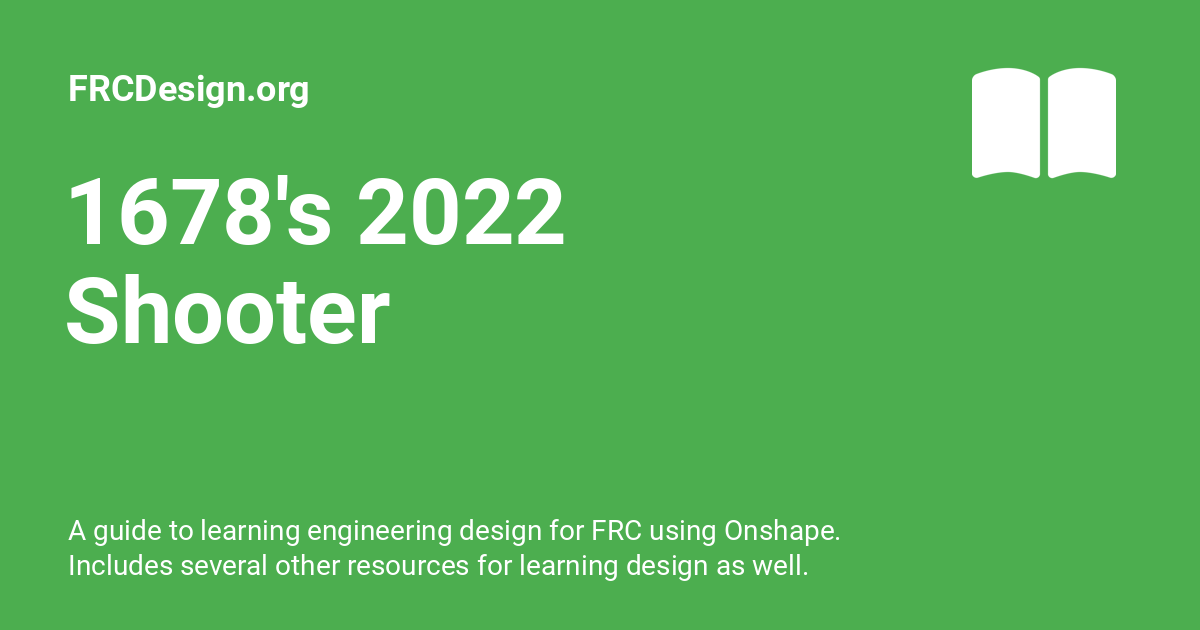 FRCDesign.org
1678's 2022
Shooter
A guide to learning engineering design for FRC using Onshape.
Includes several other resources for learning design as well.